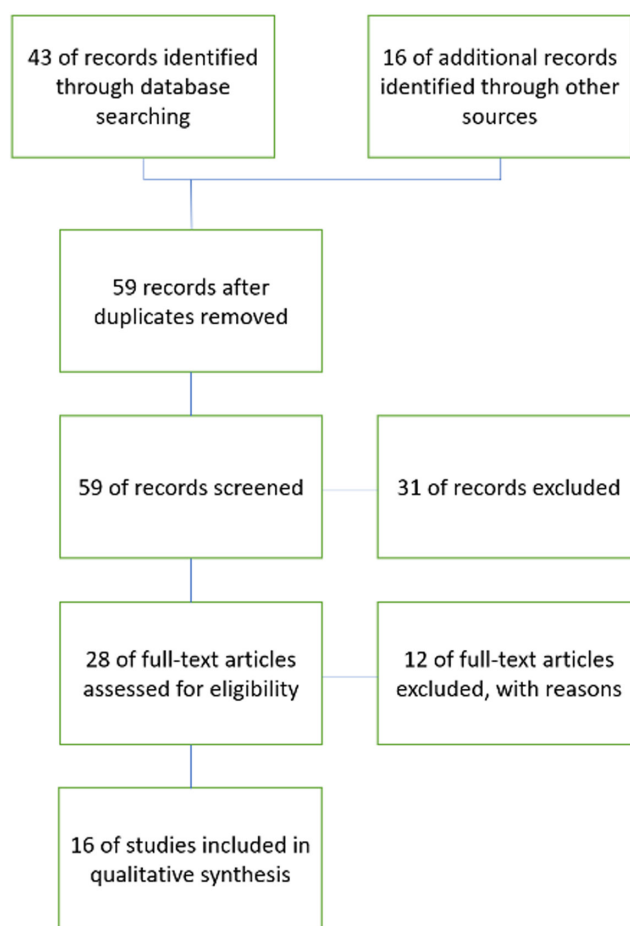 43 of records identified
through database
searching
16 of additional records
identified through other
sources
59 records after
duplicates removed
59 of records screened
31 of records excluded
28 of full-text articles
assessed for eligibility
12 of full-text articles
excluded, with reasons
16 of studies included in
qualitative synthesis